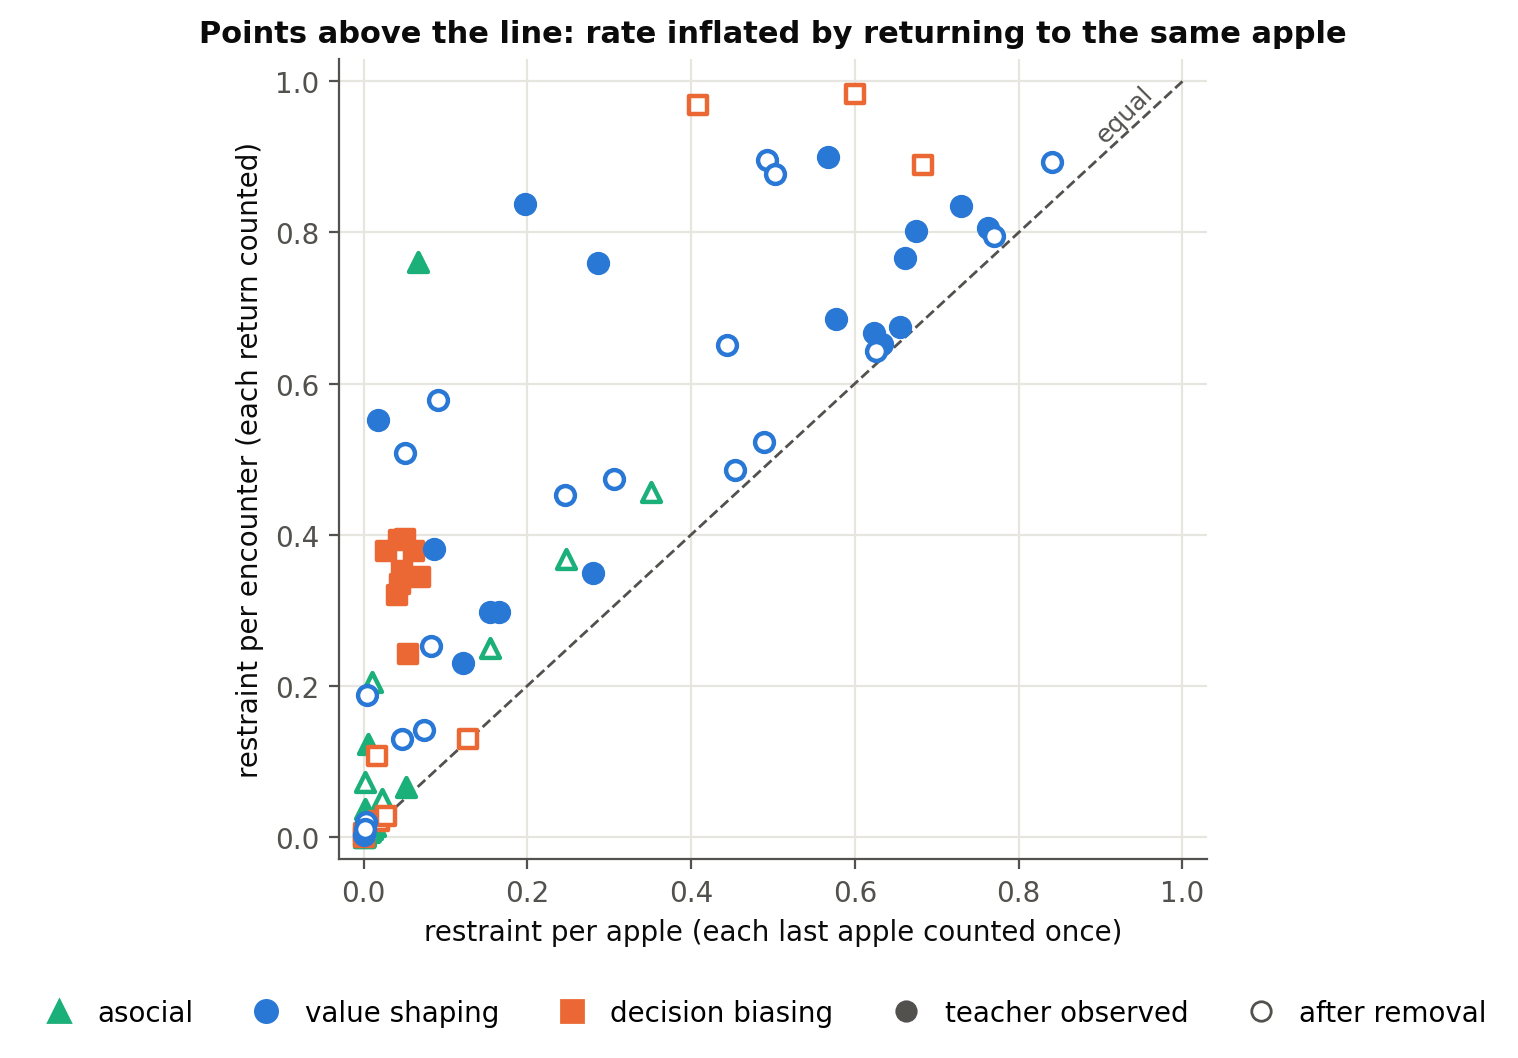 Points above the line: rate inflated by returning to the same apple
restraint per encounter (each return counted)
1.0
0.8
0.6
0.4
0.2
0.0
equal
0.0 0.2 0.4 0.6 0.8 1.0
restraint per apple (each last apple counted once)
asocial value shaping decision biasing teacher observed after removal